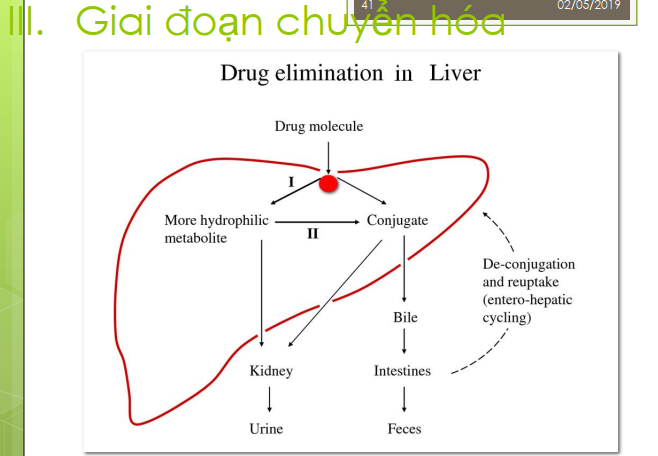 41
02/05/2019
III. Giai đoạn chuyển hóa
Drug elimination in Liver
Drug molecule
I
More hydrophilic
metabolite
II
Conjugate
De-conjugation
and reuptake
(entero-hepatic
cycling)
Bile
Kidney
Intestines
Urine
Feces